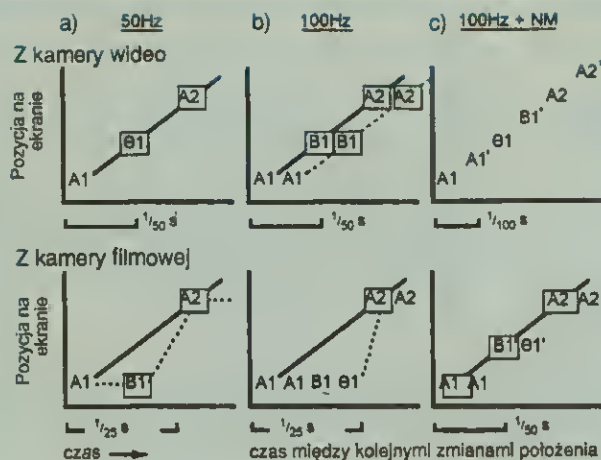 a) 50Hz b) 100Hz c) 100Hz + NM
Z kamery wideo
Pozycja na ekranie
A1 B1 A2
A1 A1 B1 B1 A2 A2
A1 A1' B1 B1' A2 A2'
1/50 s 1/50 s 1/100 s
Z kamery filmowej
Pozycja na ekranie
A1 B1' A2
A1 A1 B1 B1' A2 A2
A1 A1 B1 B1' A2 A2
1/25 s 1/25 s 1/50 s
czas czas między kolejnymi zmianami położenia